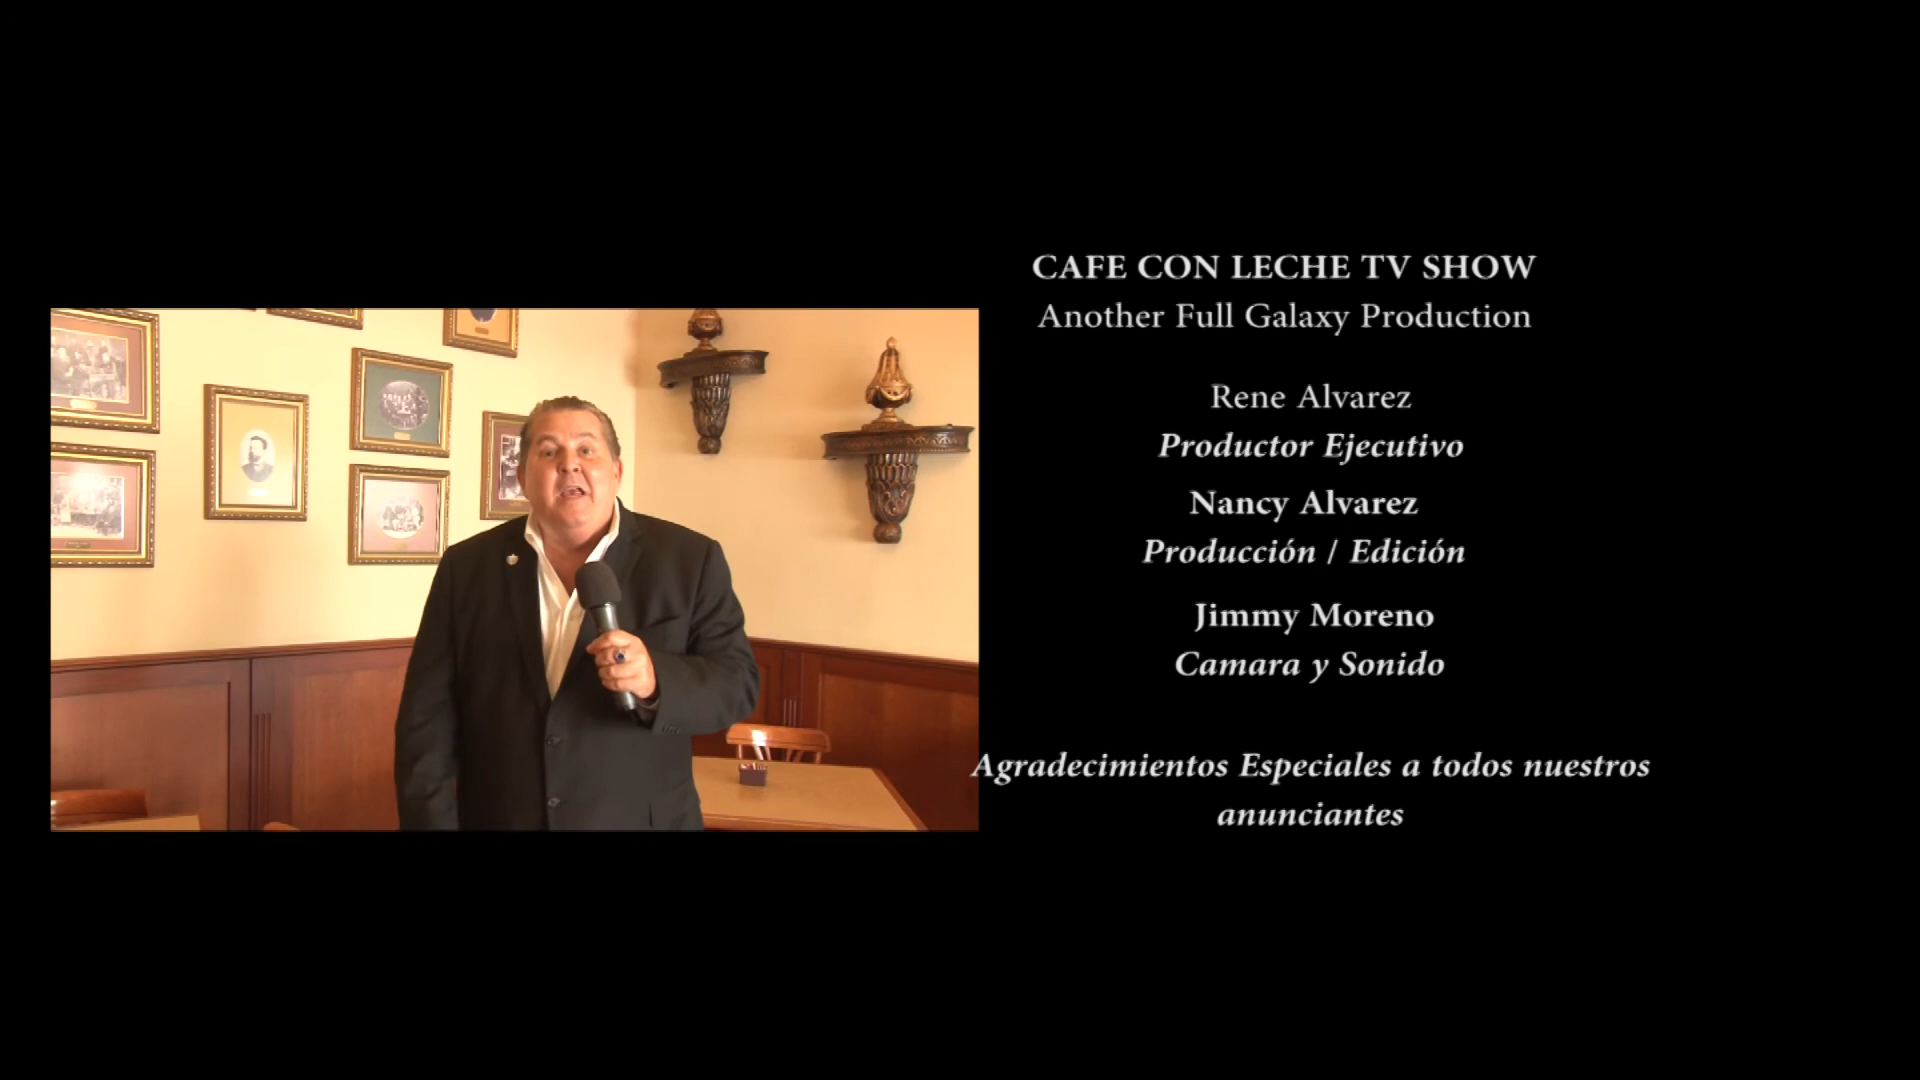 CAFE CON LECHE TV SHOW
Another Full Galaxy Production
Rene Alvarez
Productor Ejecutivo
Nancy Alvarez
Producción / Edición
Jimmy Moreno
Camara y Sonido
Agradecimientos Especiales a todos nuestros
anunciantes